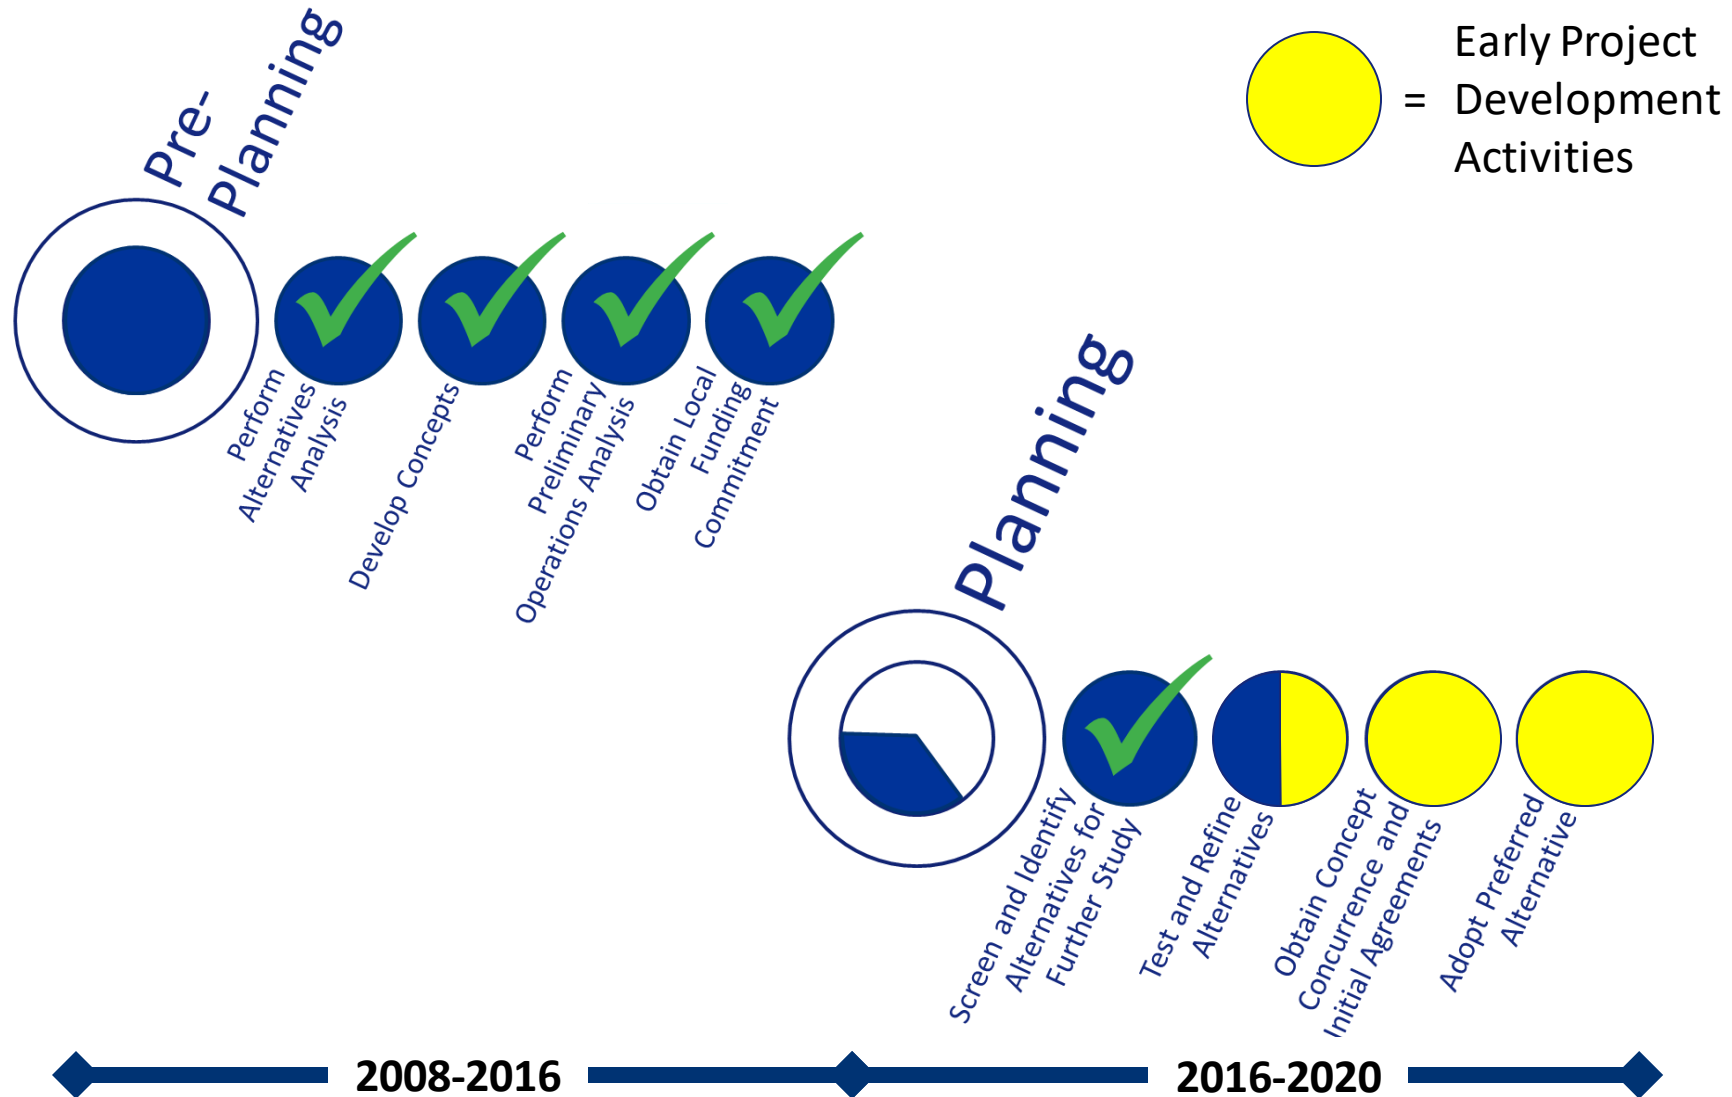 Early Project
= Development
Activities
Pre-
Planning
Perform
Alternatives
Analysis
Develop Concepts
Perform
Preliminary
Operations Analysis
Obtain Local
Funding
Commitment
Planning
Screen and Identify
Alternatives for
Further Study
Test and Refine
Alternatives
Obtain Concept
Concurrence and
Initial Agreements
Adopt Preferred
Alternative
2008-2016
2016-2020